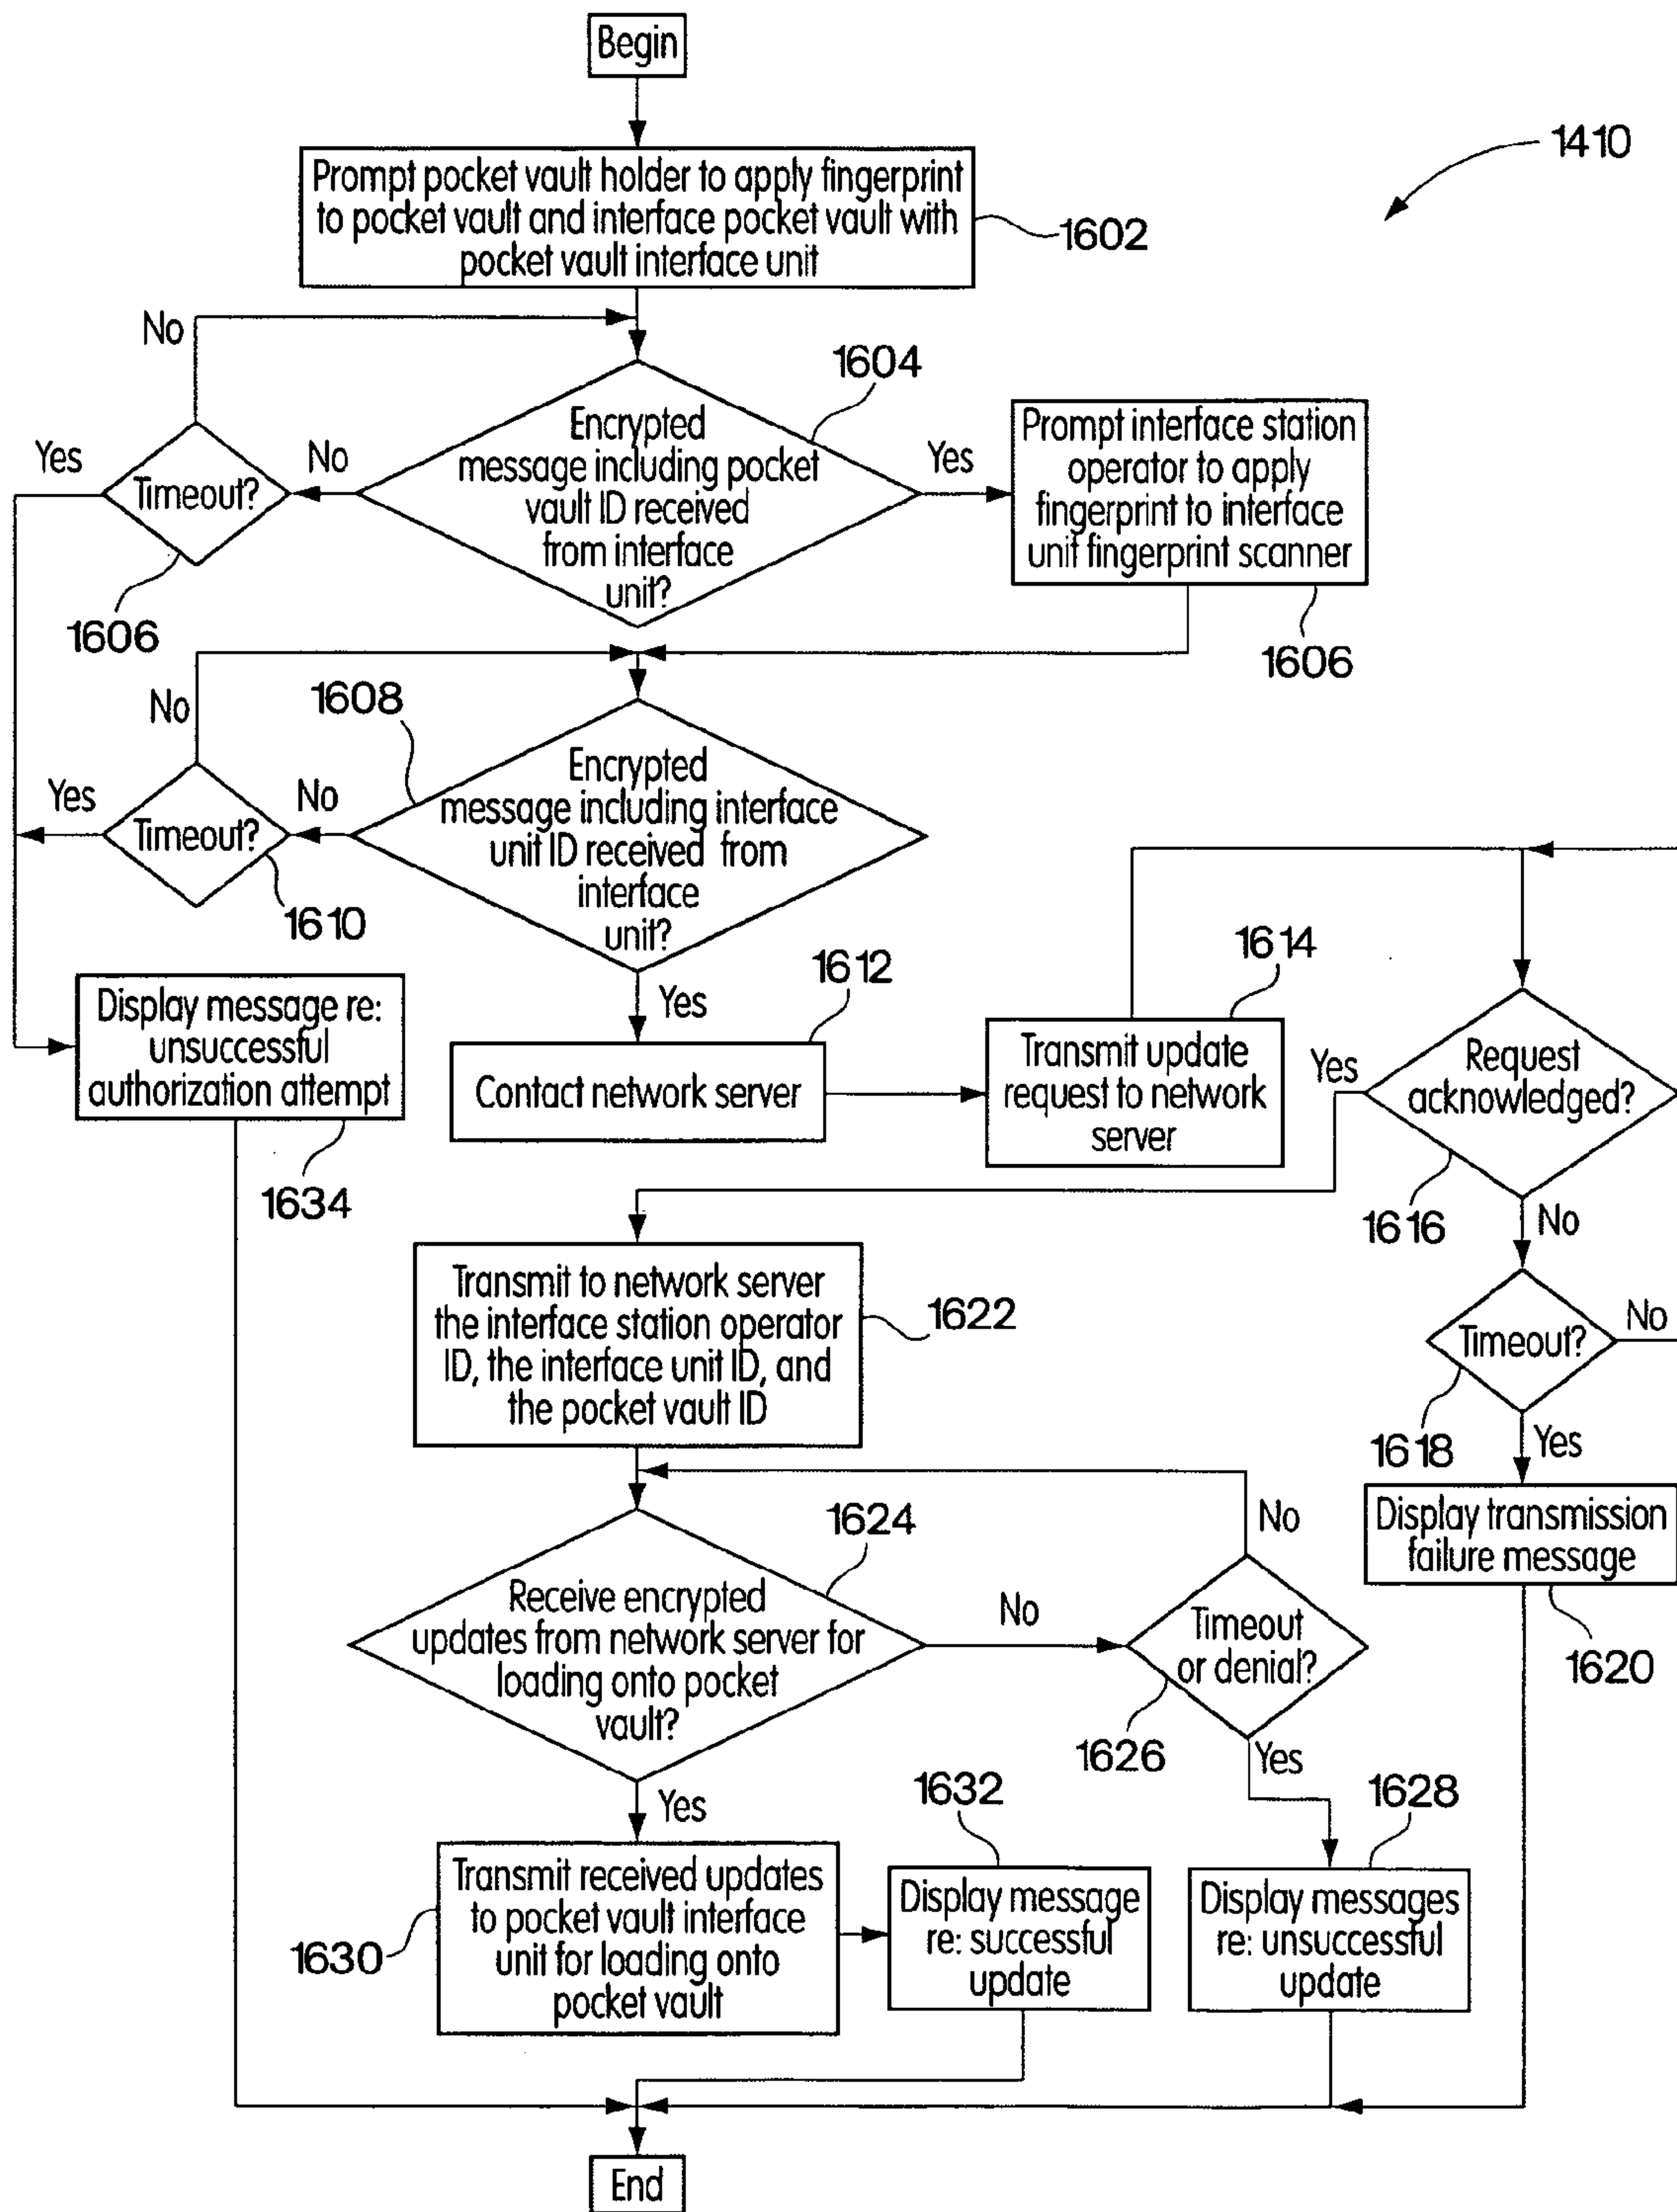 Begin
1410
Prompt pocket vault holder to apply fingerprint
to pocket vault and interface pocket vault with
pocket vault interface unit
1602
No
1604
Encrypted
message including pocket
vault ID received
from interface
unit?
Yes
Timeout?
No
Yes
Prompt interface station
operator to apply
fingerprint to interface
unit fingerprint scanner
1606
1606
1608
No
Encrypted
message including interface
unit ID received from
interface
unit?
Yes
Timeout?
No
1610
Yes
1612
1614
Display message re:
unsuccessful
authorization attempt
1634
Contact network server
Transmit update
request to network
server
Yes
Request
acknowledged?
1616
No
Transmit to network server
the interface station operator
ID, the interface unit ID, and
the pocket vault ID
1622
Timeout?
No
1618
Yes
1624
No
Display transmission
failure message
1620
Receive encrypted
updates from network server for
loading onto pocket
vault?
No
Timeout
or denial?
1626
Yes
Yes
1632
1628
Transmit received updates
to pocket vault interface
unit for loading onto
pocket vault
1630
Display message
re: successful
update
Display messages
re: unsuccessful
update
End